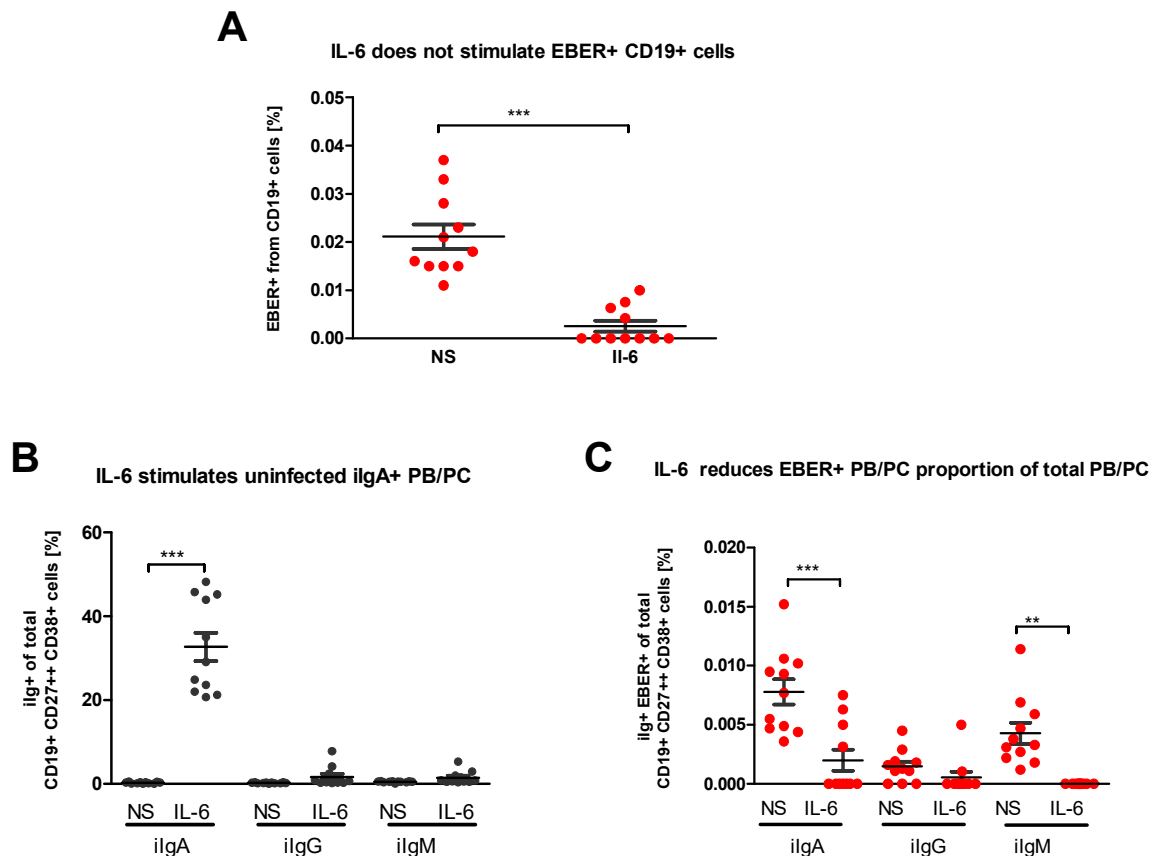 A
IL-6 does not stimulate EBER+ CD19+ cells
EBER+ from CD19+ cells [%]
0.05
0.04
0.03
0.02
0.01
0.00
***
NS
Il-6
B
IL-6 stimulates uninfected iIgA+ PB/PC
iIg+ of total
CD19+ CD27++ CD38+ cells [%]
60
40
20
0
***
NS
IL-6
NS
IL-6
NS
IL-6
iIgA
iIgG
iIgM
C
IL-6 reduces EBER+ PB/PC proportion of total PB/PC
iIg+ EBER+ of total
CD19+ CD27++ CD38+ cells [%]
0.020
0.015
0.010
0.005
0.000
***
**
NS
IL-6
NS
IL-6
NS
IL-6
iIgA
iIgG
iIgM